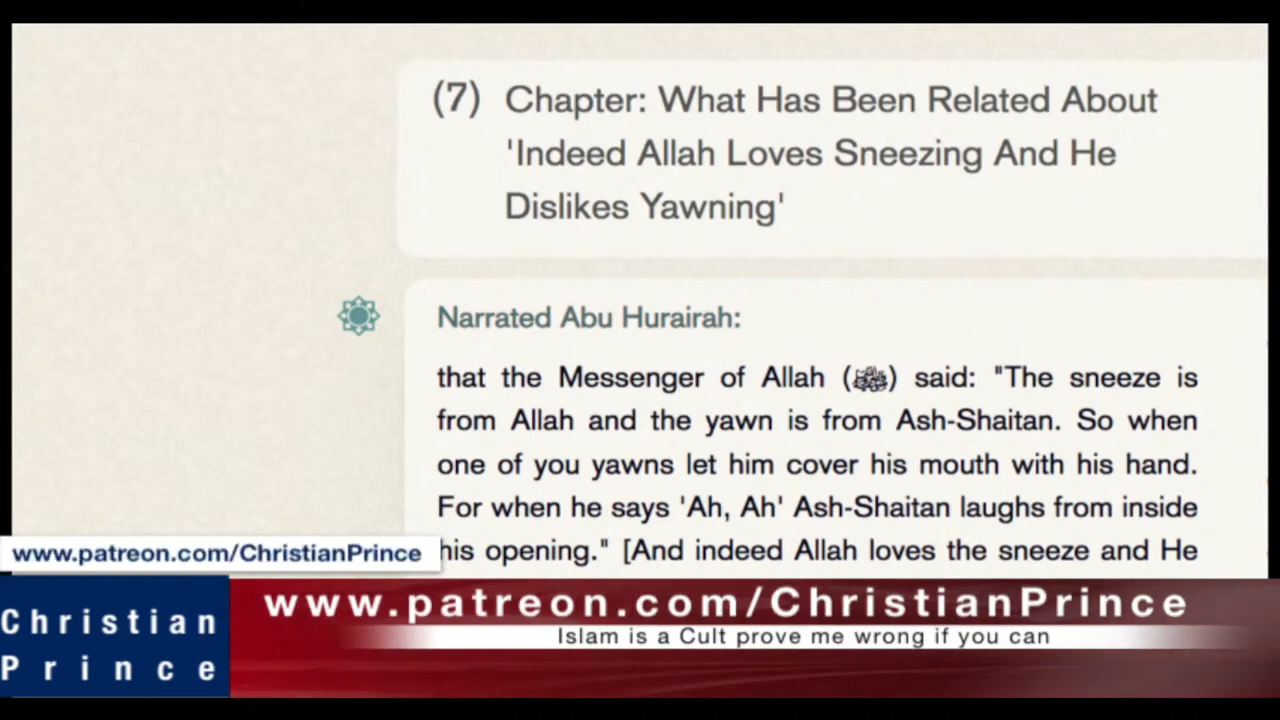 (7) Chapter: What Has Been Related About
'Indeed Allah Loves Sneezing And He
Dislikes Yawning'
Narrated Abu Hurairah:
that the Messenger of Allah (ﷺ) said: "The sneeze is
from Allah and the yawn is from Ash-Shaitan. So when
one of you yawns let him cover his mouth with his hand.
For when he says 'Ah, Ah' Ash-Shaitan laughs from inside
his opening." [And indeed Allah loves the sneeze and He
www.patreon.com/ChristianPrince
www.patreon.com/ChristianPrince
Islam is a Cult prove me wrong if you can
Christian
Prince